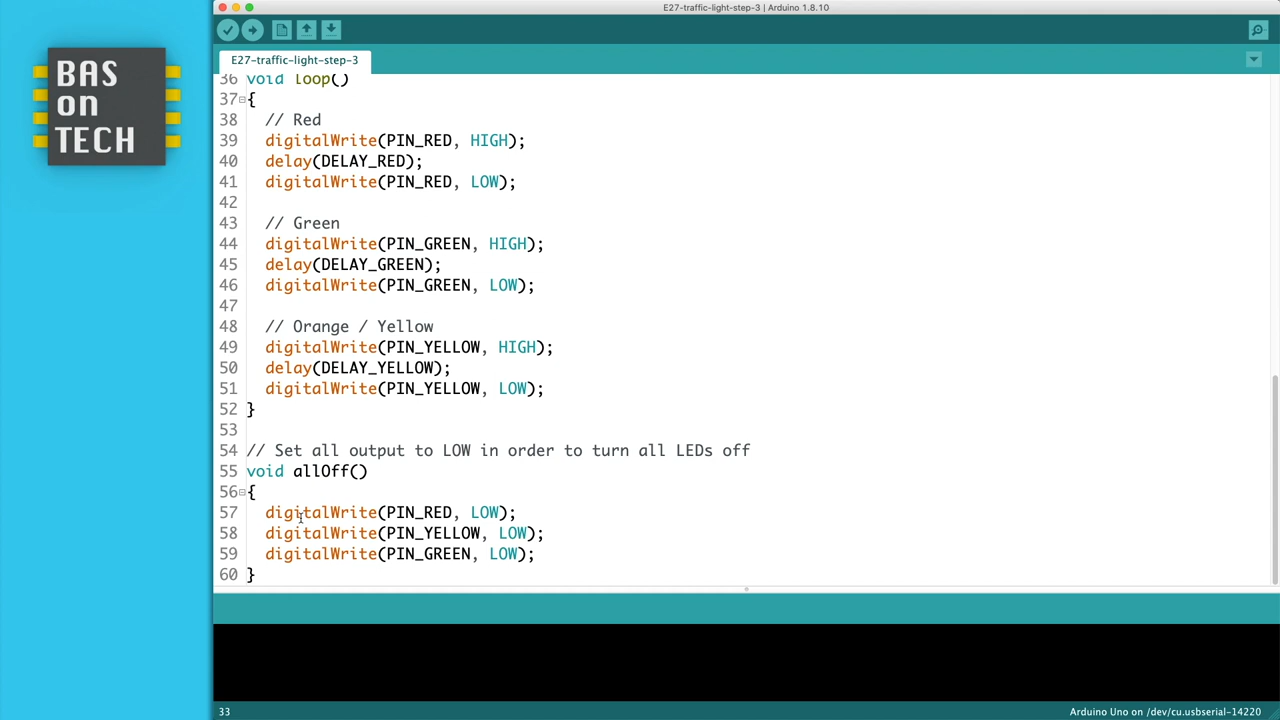 E27-traffic-light-step-3 | Arduino 1.8.10
BAS
on
TECH
E27-traffic-light-step-3
36 void loop()
37 {
38 // Red
39 digitalWrite(PIN_RED, HIGH);
40 delay(DELAY_RED);
41 digitalWrite(PIN_RED, LOW);
42
43 // Green
44 digitalWrite(PIN_GREEN, HIGH);
45 delay(DELAY_GREEN);
46 digitalWrite(PIN_GREEN, LOW);
47
48 // Orange / Yellow
49 digitalWrite(PIN_YELLOW, HIGH);
50 delay(DELAY_YELLOW);
51 digitalWrite(PIN_YELLOW, LOW);
52 }
53
54 // Set all output to LOW in order to turn all LEDs off
55 void allOff()
56 {
57 digitalWrite(PIN_RED, LOW);
58 digitalWrite(PIN_YELLOW, LOW);
59 digitalWrite(PIN_GREEN, LOW);
60 }
33 Arduino Uno on /dev/cu.usbserial-14220